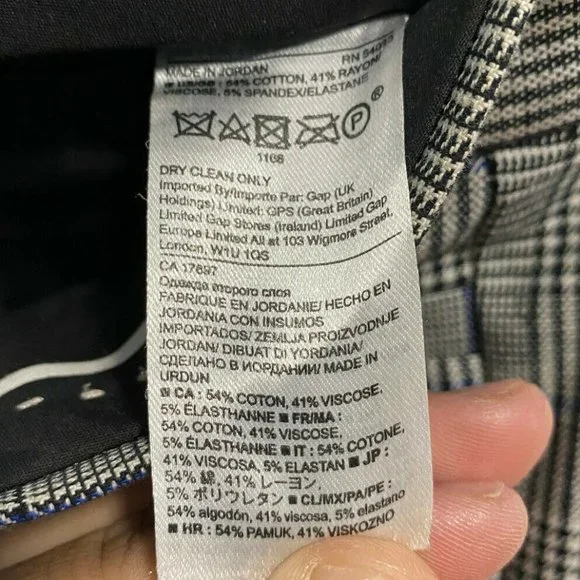 RN 54023
MADE IN JORDAN
54% COTTON, 41% RAYON/
VISCOSE, 5% SPANDEX/ELASTANE
P ®
1108
DRY CLEAN ONLY
Imported By/Importe Par: Gap (UK
Holdings) Limited: GPS (Great Britain)
Limited Gap Stores (Ireland) Limited Gap
Europe Limited All at 103 Wigmore Street,
London, W1U 1QS
CA 17897
Одежда второго слоя
FABRIQUE EN JORDANIE/ HECHO EN
JORDANIA CON INSUMOS
IMPORTADOS/ ZEMLJA PROIZVODNJE
JORDAN/ DIBUAT DI YORDANIA/
СДЕЛАНО В ИОРДАНИИ/ MADE IN
URDUN
■ CA : 54% COTON, 41% VISCOSE,
5% ÉLASTHANNE ■ FR/MA :
54% COTON, 41% VISCOSE,
5% ÉLASTHANNE ■ IT : 54% COTONE,
41% VISCOSA, 5% ELASTAN ■ JP :
54% 綿, 41% レーヨン,
5% ポリウレタン ■ CL/MX/PA/PE :
54% algodón, 41% viscosa, 5% elastano
■ HR : 54% PAMUK, 41% VISKOZNO